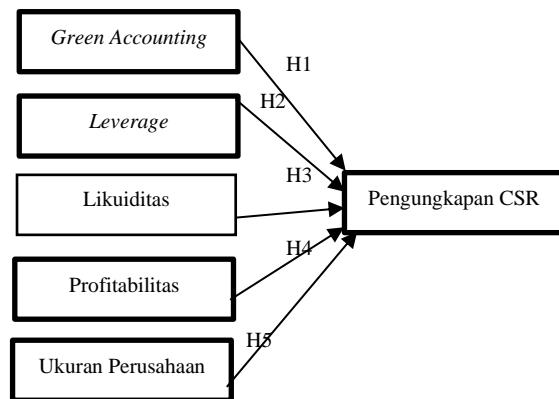 Green Accounting
H1
Leverage
H2
Likuiditas
H3
Pengungkapan CSR
Profitabilitas
H4
Ukuran Perusahaan
H5